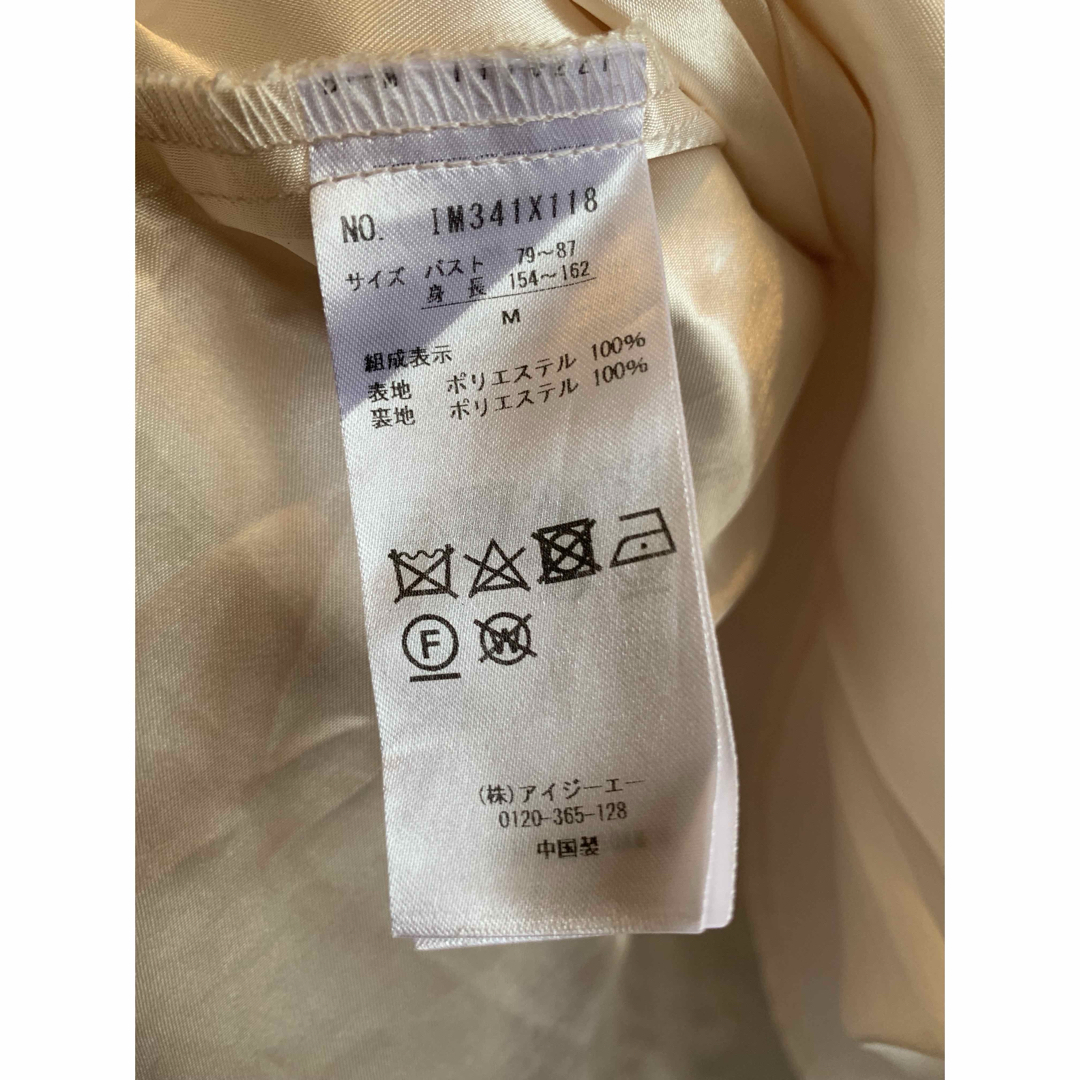 NO. IM341X118
サイズ バスト 79～87
身長 154～162
M
組成表示
表地 ポリエステル 100%
裏地 ポリエステル 100%
F
W
(株)アイジーエー
0120-365-128
中国製